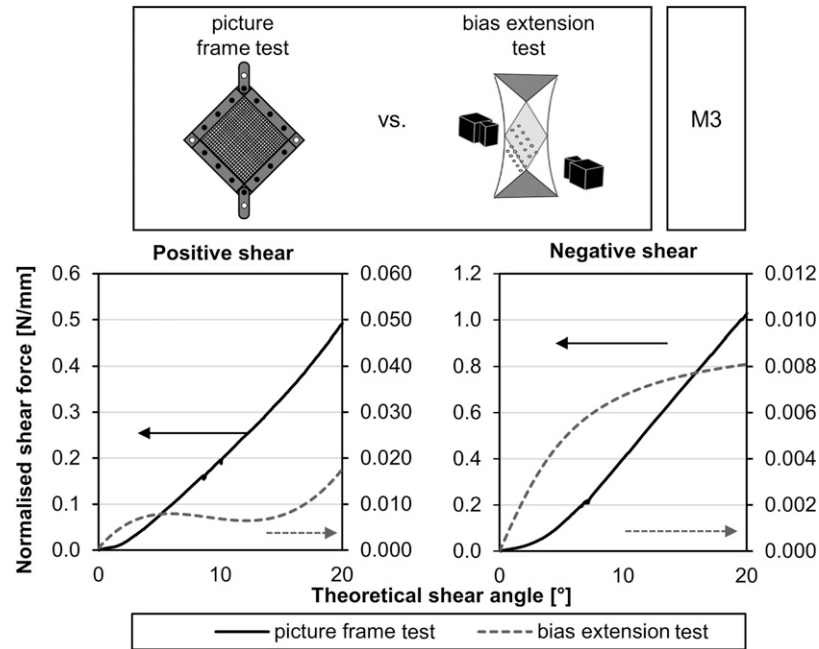 picture
frame test
vs.
bias extension
test
M3
Positive shear
Negative shear
Normalised shear force [N/mm]
0.6
0.5
0.4
0.3
0.2
0.1
0.0
0.060
0.050
0.040
0.030
0.020
0.010
0.000
0
10
20
1.2
1.0
0.8
0.6
0.4
0.2
0.0
0.012
0.010
0.008
0.006
0.004
0.002
0.000
0
10
20
Theoretical shear angle [°]
picture frame test
bias extension test